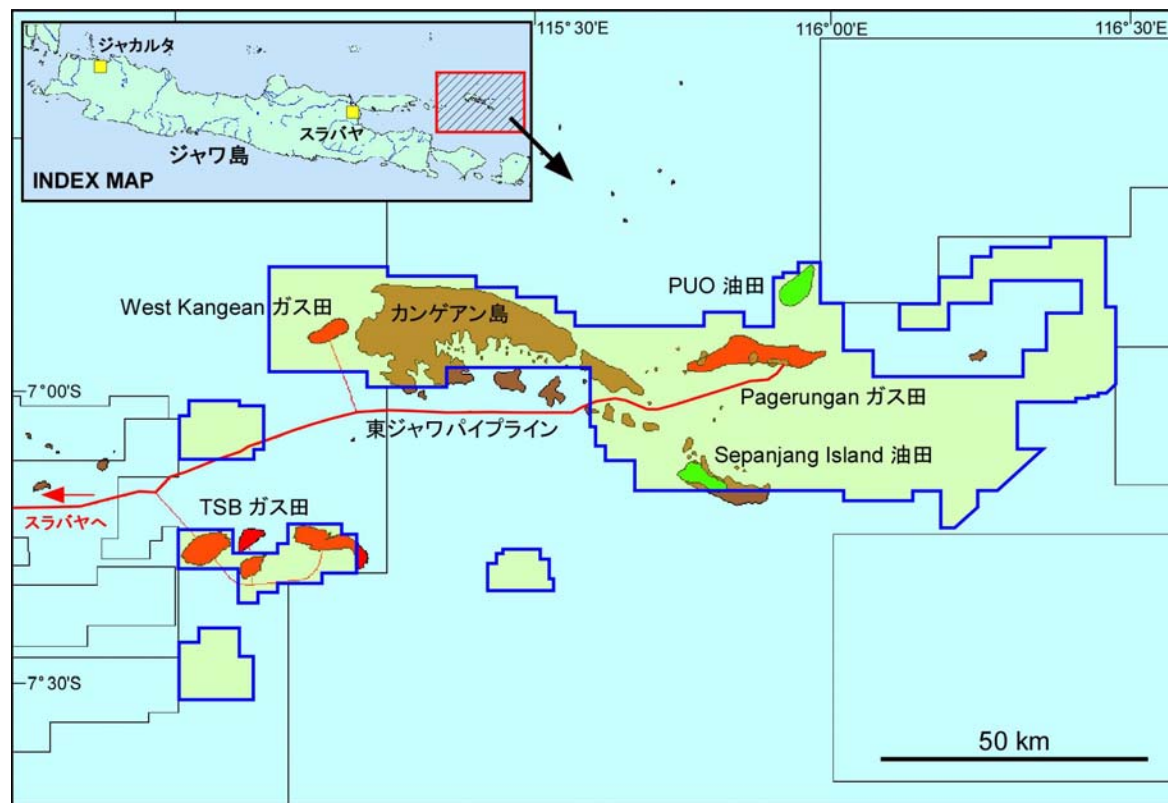 115°30'E
116°00'E
116°30'E
ジャカルタ
スラバヤ
ジャワ島
INDEX MAP
PUO 油田
West Kangean ガス田
カンゲアン島
7°00'S
Pagerungan ガス田
東ジャワパイプライン
Sepanjang Island 油田
TSB ガス田
スラバヤへ
7°30'S
50 km